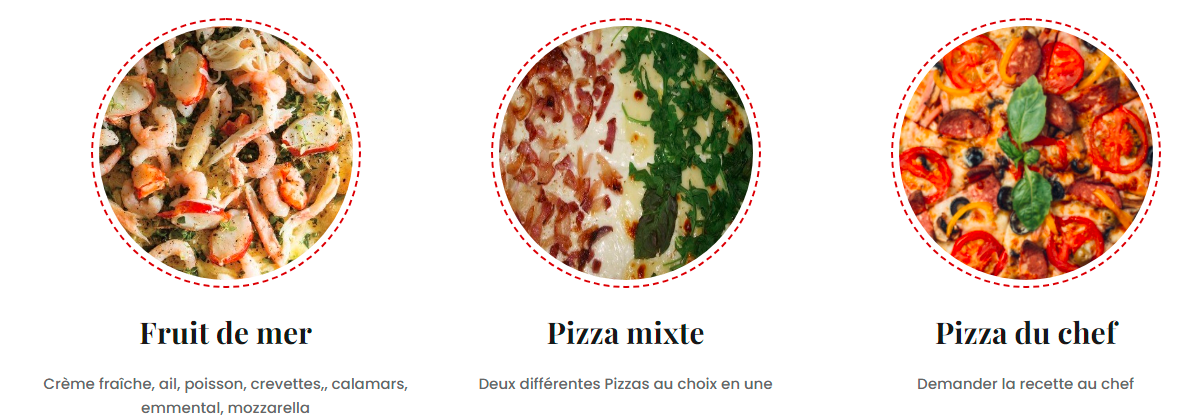 Fruit de mer
Crème fraîche, ail, poisson, crevettes,, calamars,
emmental, mozzarella
Pizza mixte
Deux différentes Pizzas au choix en une
Pizza du chef
Demander la recette au chef